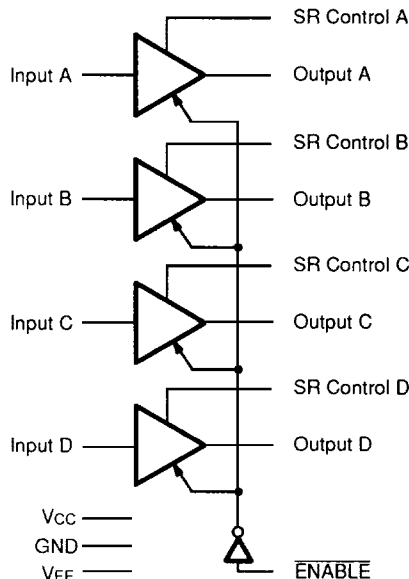 SR Control A
Input A
Output A
SR Control B
Input B
Output B
SR Control C
Input C
Output C
SR Control D
Input D
Output D
VCC
GND
VEE
ENABLE